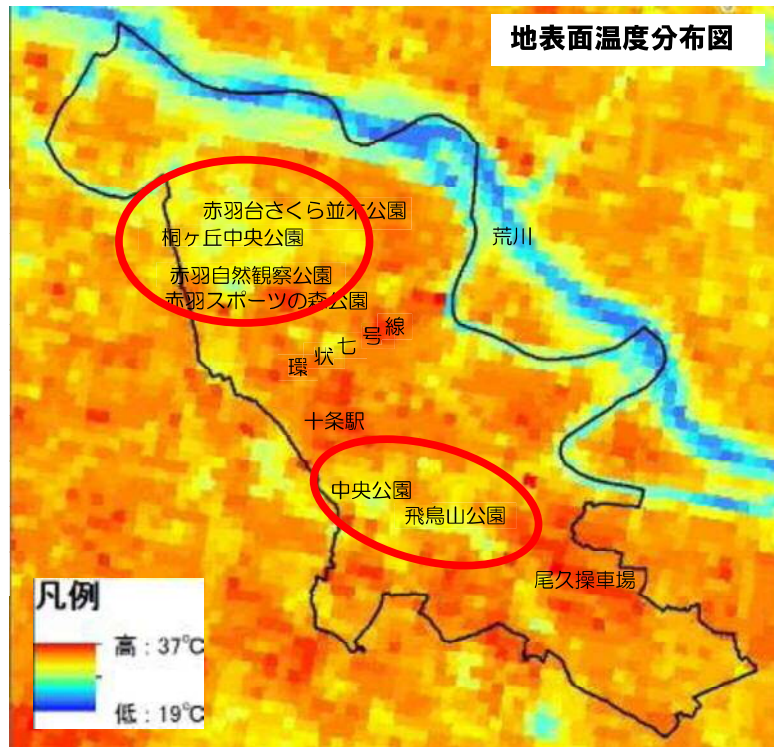 地表面温度分布図
赤羽台さくら並木公園
桐ヶ丘中央公園
荒川
赤羽自然観察公園
赤羽スポーツの森公園
環状七号線
十条駅
中央公園
飛鳥山公園
尾久操車場
凡例
高：37℃
低：19℃